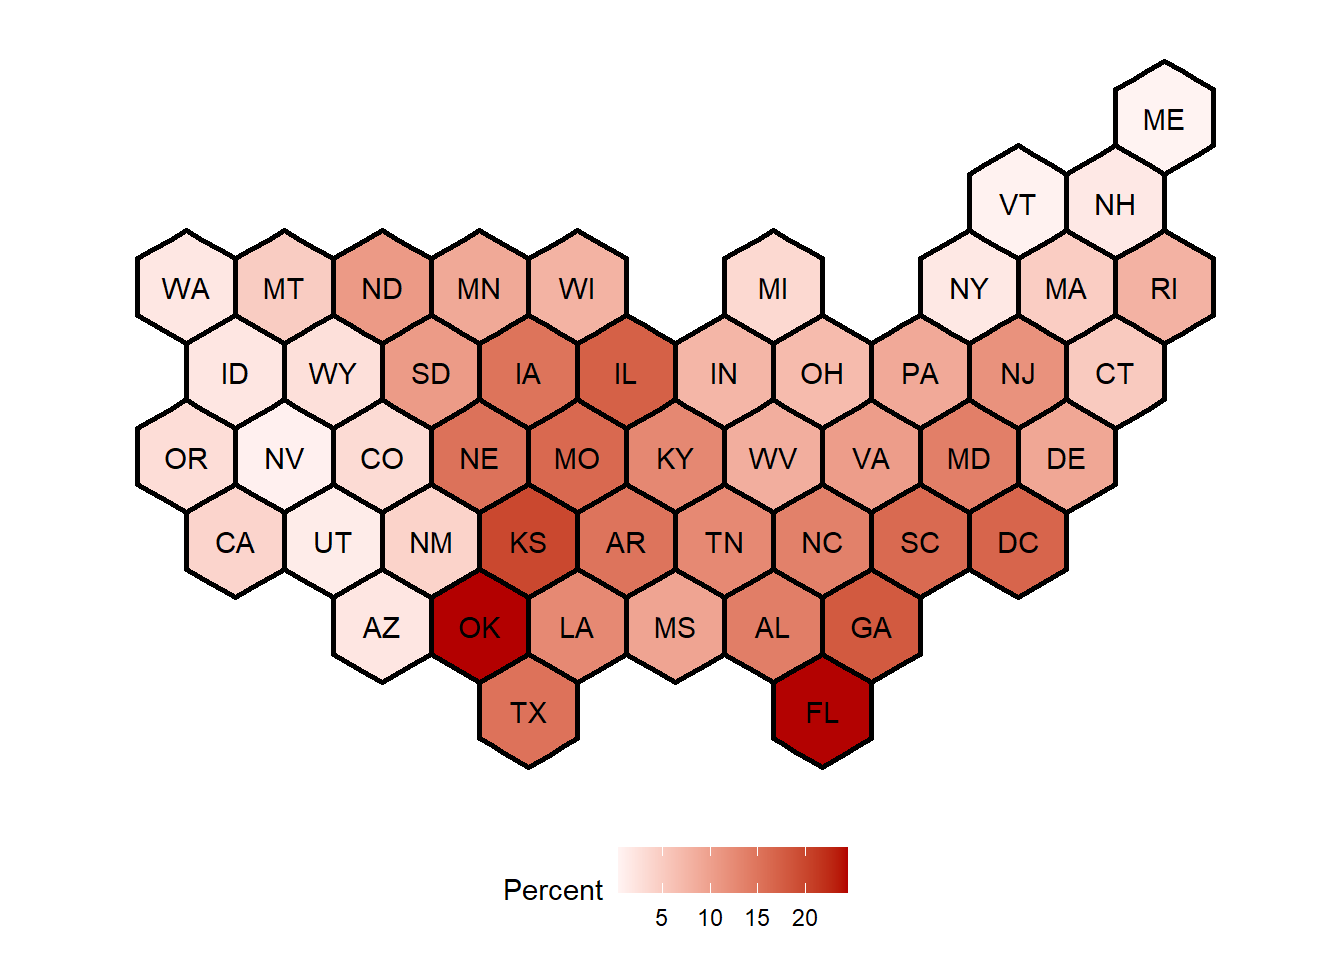 ME
VT NH
WA MT ND MN WI MI NY MA RI
ID WY SD IA IL IN OH PA NJ CT
OR NV CO NE MO KY WV VA MD DE
CA UT NM KS AR TN NC SC DC
AZ OK LA MS AL GA
TX FL
Percent
5 10 15 20